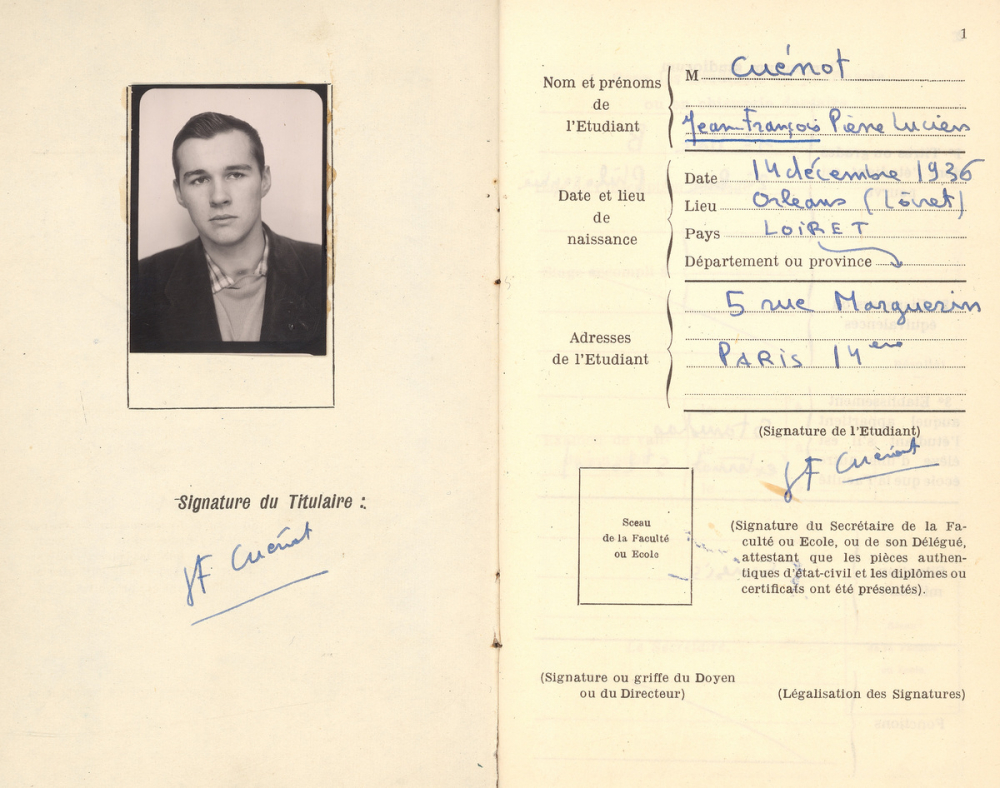 Signature du Titulaire :
JF Cuénot
1
Nom et prénoms
de
l'Etudiant
M Cuénot
Jean-François Pierre Lucien
Date et lieu
de
naissance
Date 14 décembre 1936
Lieu Orléans (Loiret)
Pays LOIRET
Département ou province
Adresses
de l'Etudiant
5 rue Marguerin
PARIS 14eme
(Signature de l'Etudiant)
JF Cuénot
Sceau
de la Faculté
ou Ecole
(Signature du Secrétaire de la Fa-
culté ou Ecole, ou de son Délégué,
attestant que les pièces authen-
tiques d'état-civil et les diplômes ou
certificats ont été présentés).
(Signature ou griffe du Doyen
ou du Directeur)
(Légalisation des Signatures)